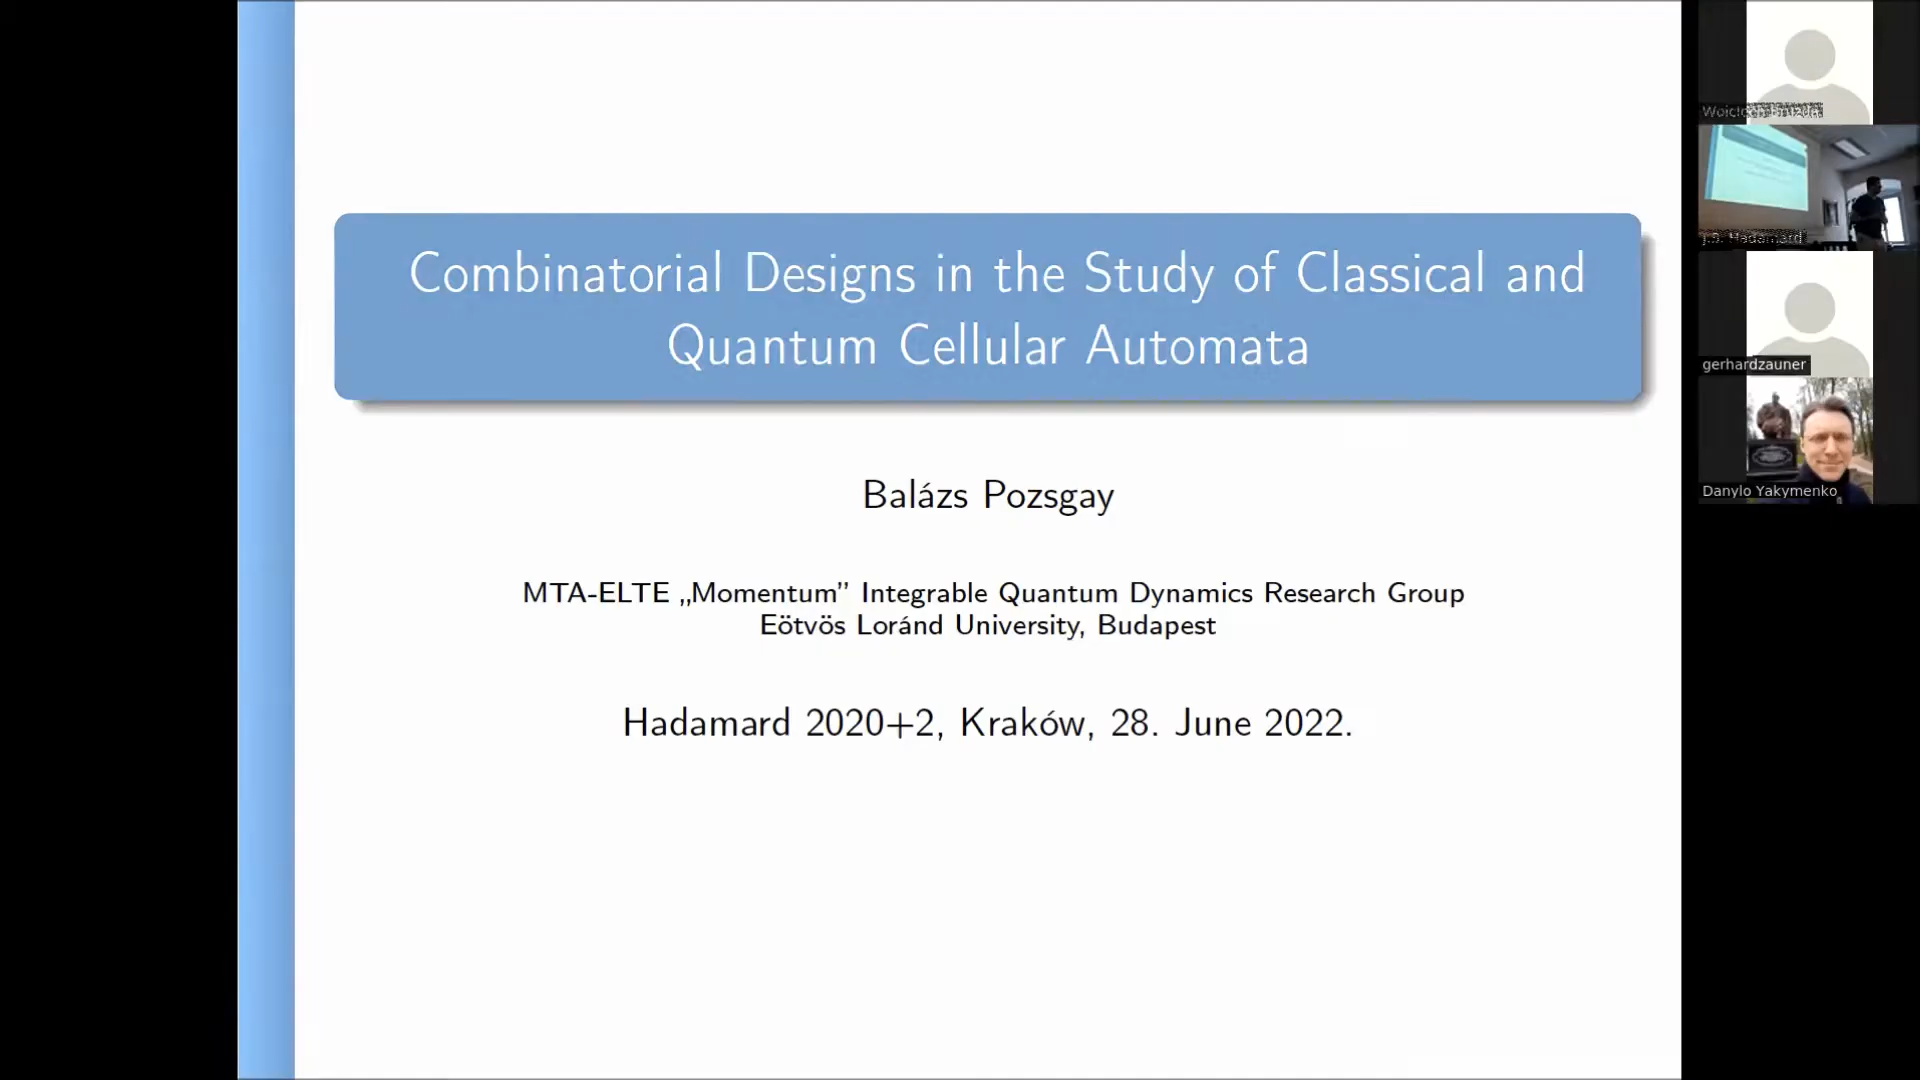 Combinatorial Designs in the Study of Classical and
Quantum Cellular Automata
Balázs Pozsgay
MTA-ELTE „Momentum” Integrable Quantum Dynamics Research Group
Eötvös Loránd University, Budapest
Hadamard 2020+2, Kraków, 28. June 2022.
Hadamard
gerhardzauner
Danylo Yakymenko